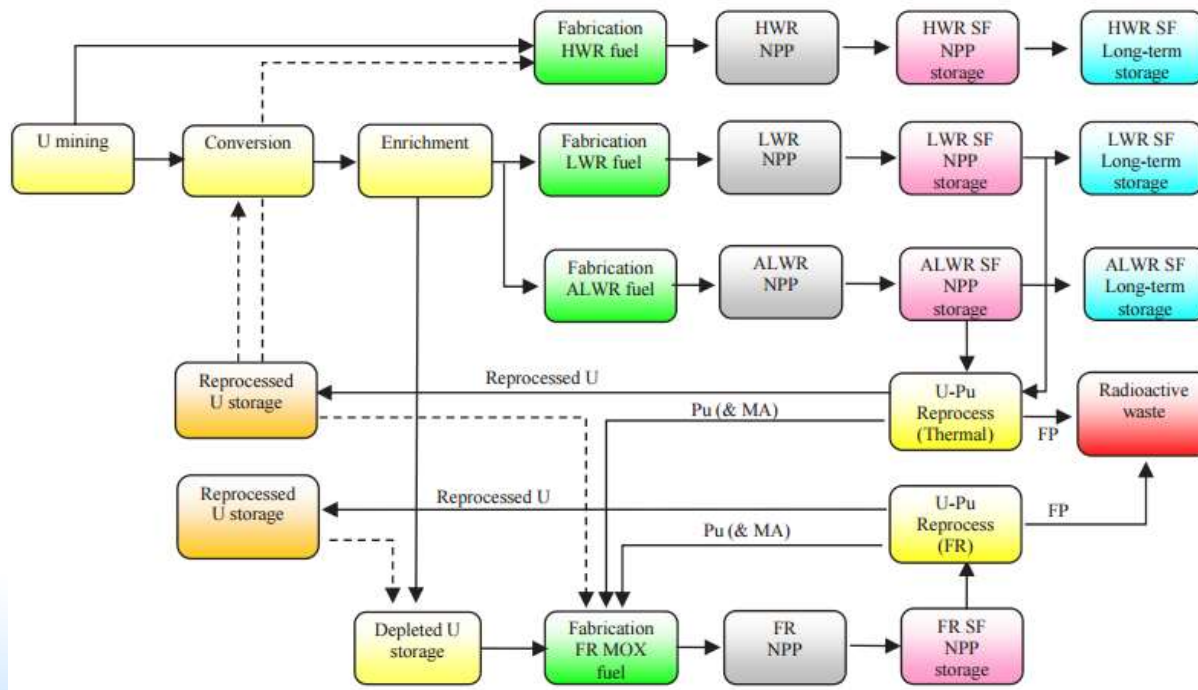 Fabrication
HWR fuel
HWR
NPP
HWR SF
NPP
storage
HWR SF
Long-term
storage
U mining
Conversion
Enrichment
Fabrication
LWR fuel
LWR
NPP
LWR SF
NPP
storage
LWR SF
Long-term
storage
Fabrication
ALWR fuel
ALWR
NPP
ALWR SF
NPP
storage
ALWR SF
Long-term
storage
Reprocessed
U storage
Reprocessed U
Pu (& MA)
U-Pu
Reprocess
(Thermal)
FP
Radioactive
waste
Reprocessed
U storage
Reprocessed U
Pu (& MA)
U-Pu
Reprocess
(FR)
FP
Depleted U
storage
Fabrication
FR MOX
fuel
FR
NPP
FR SF
NPP
storage